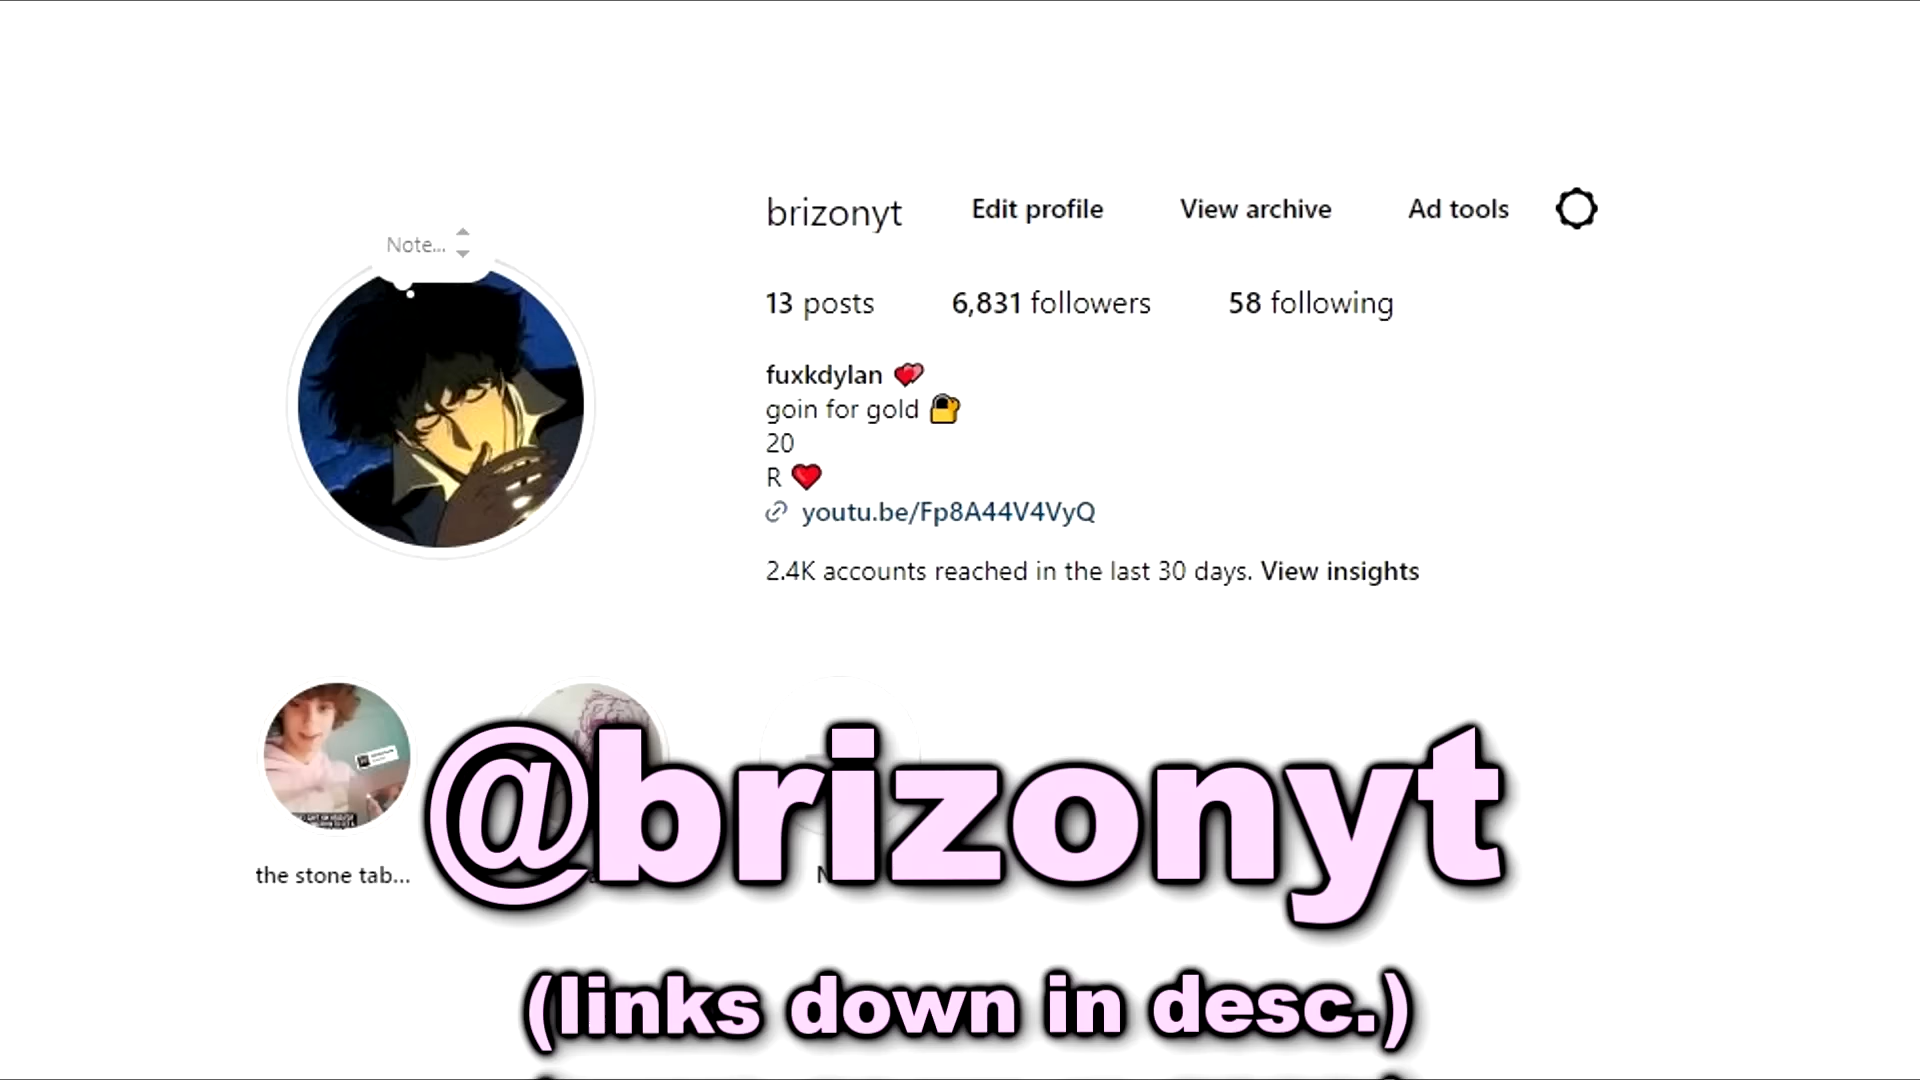 brizonyt Edit profile View archive Ad tools
Note...
13 posts 6,831 followers 58 following
fuxkdylan
goin for gold
20
R
youtu.be/Fp8A44V4VyQ
2.4K accounts reached in the last 30 days. View insights
@brizonyt
the stone tab...
(links down in desc.)